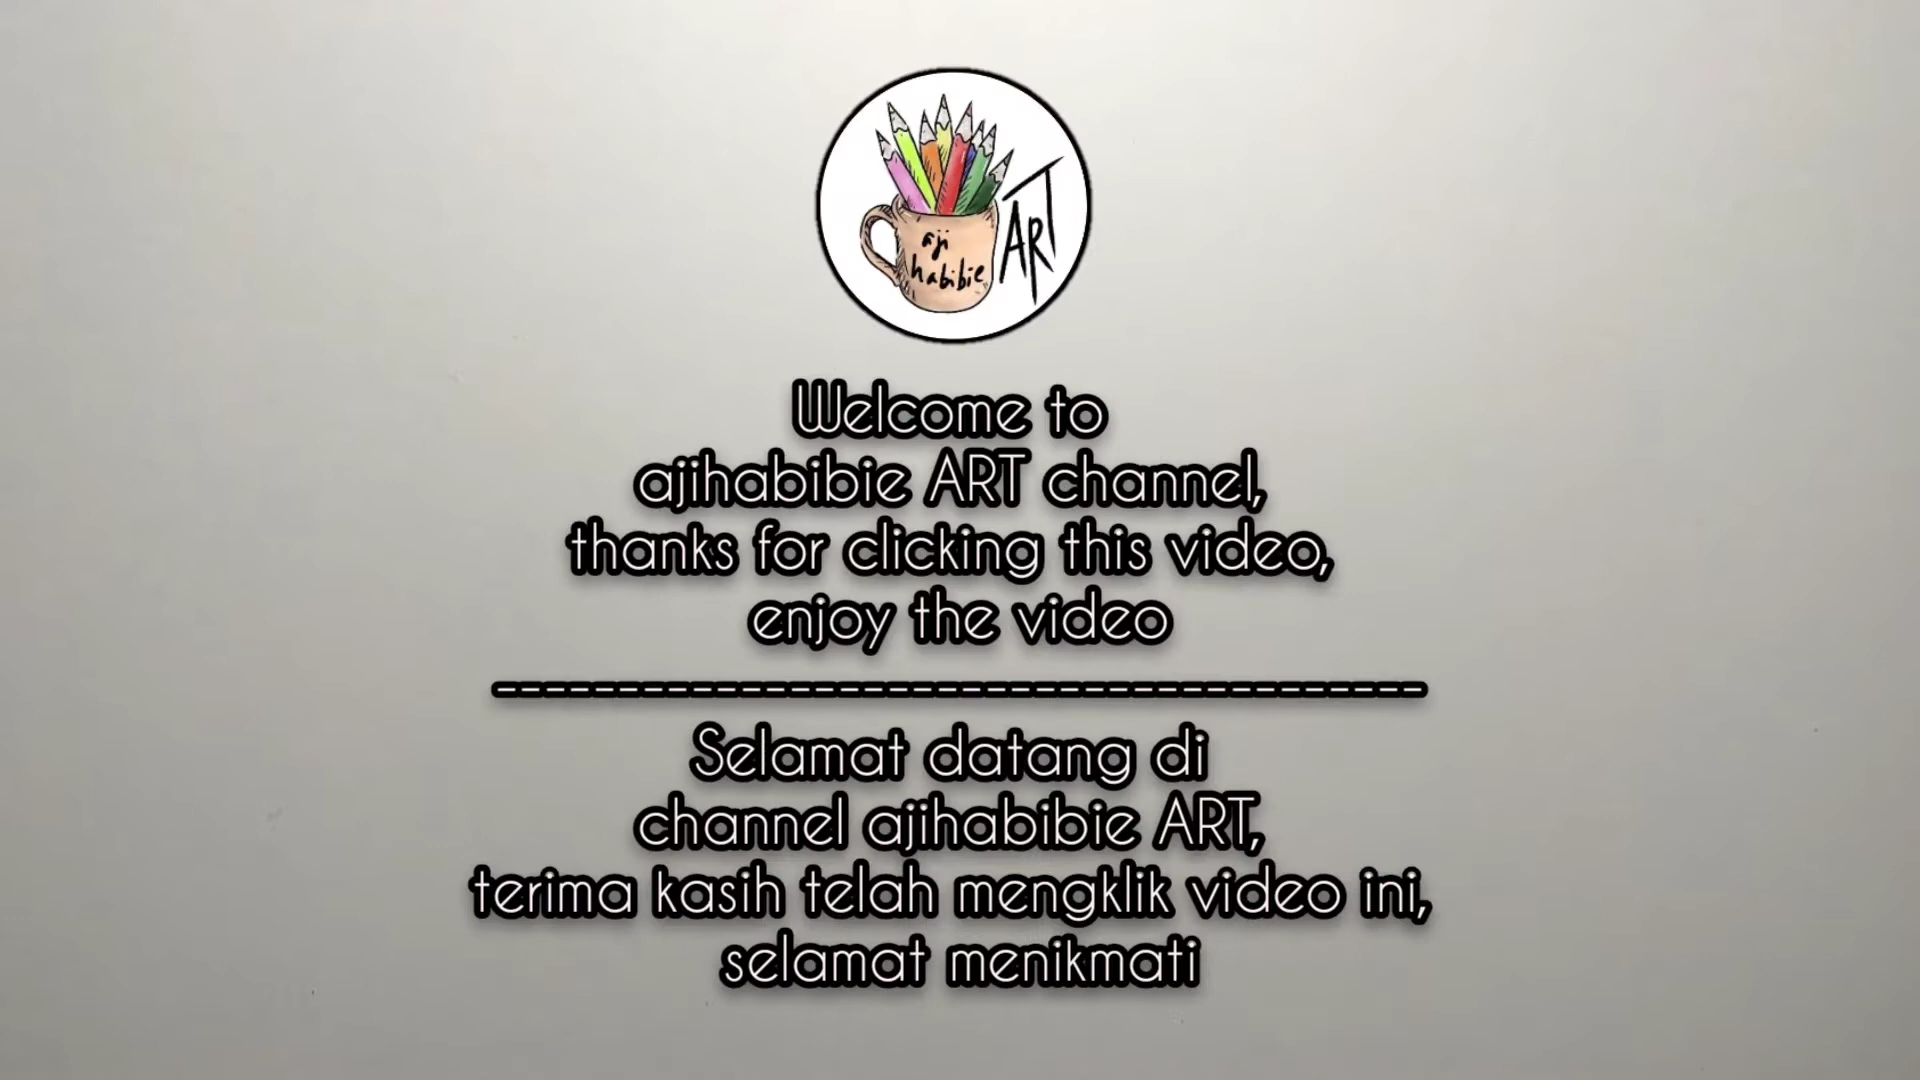 aji
habibie
ART
Welcome to
ajihabibie ART channel,
thanks for clicking this video,
enjoy the video
---------------------------------------
Selamat datang di
channel ajihabibie ART,
terima kasih telah mengklik video ini,
selamat menikmati